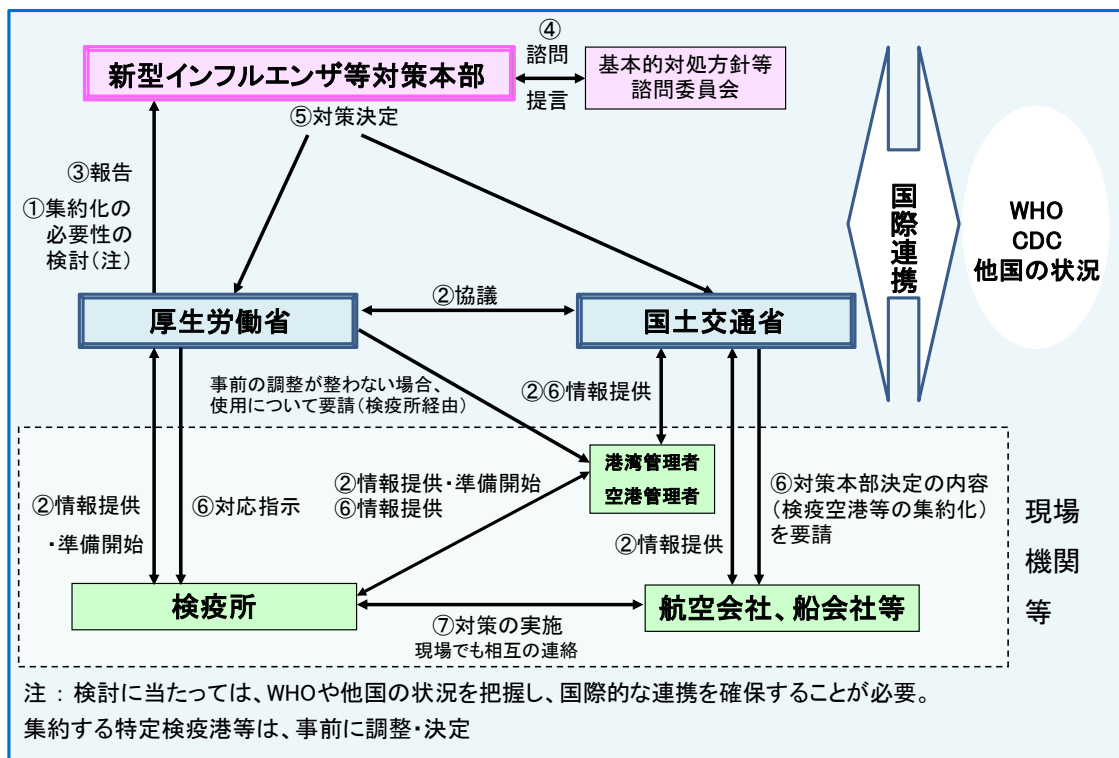 ④
諮問
提言
新型インフルエンザ等対策本部
基本的対処方針等
諮問委員会
⑤対策決定
③報告
①集約化の
必要性の
検討(注)
国際連携
WHO
CDC
他国の状況
厚生労働省
②協議
国土交通省
事前の調整が整わない場合、
使用について要請(検疫所経由)
②⑥情報提供
港湾管理者
空港管理者
②情報提供
・準備開始
⑥対応指示
②情報提供・準備開始
⑥情報提供
②情報提供
⑥対策本部決定の内容
(検疫空港等の集約化)
を要請
現場
機関
等
検疫所
航空会社、船会社等
⑦対策の実施
現場でも相互の連絡
注 : 検討に当たっては、WHOや他国の状況を把握し、国際的な連携を確保することが必要。
集約する特定検疫港等は、事前に調整・決定